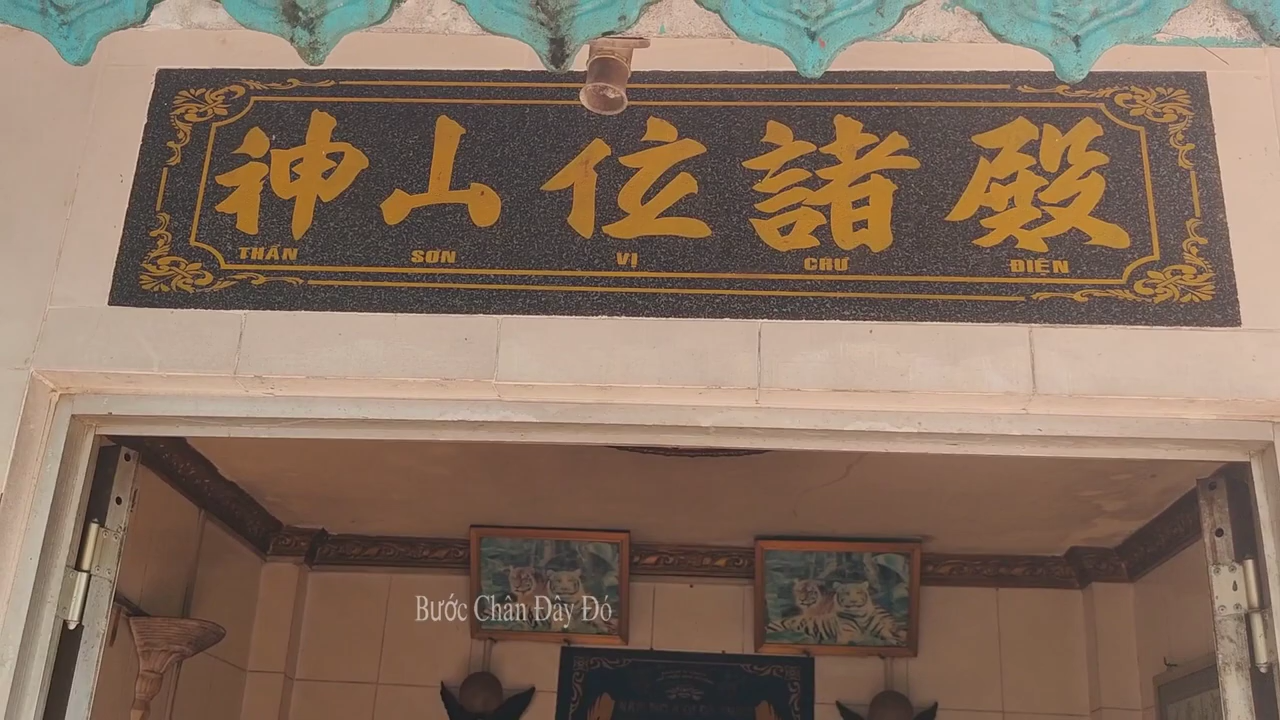 神山位諸殿
THẦN SƠN VỊ CHƯ ĐIỆN
Bước Chân Đây Đó